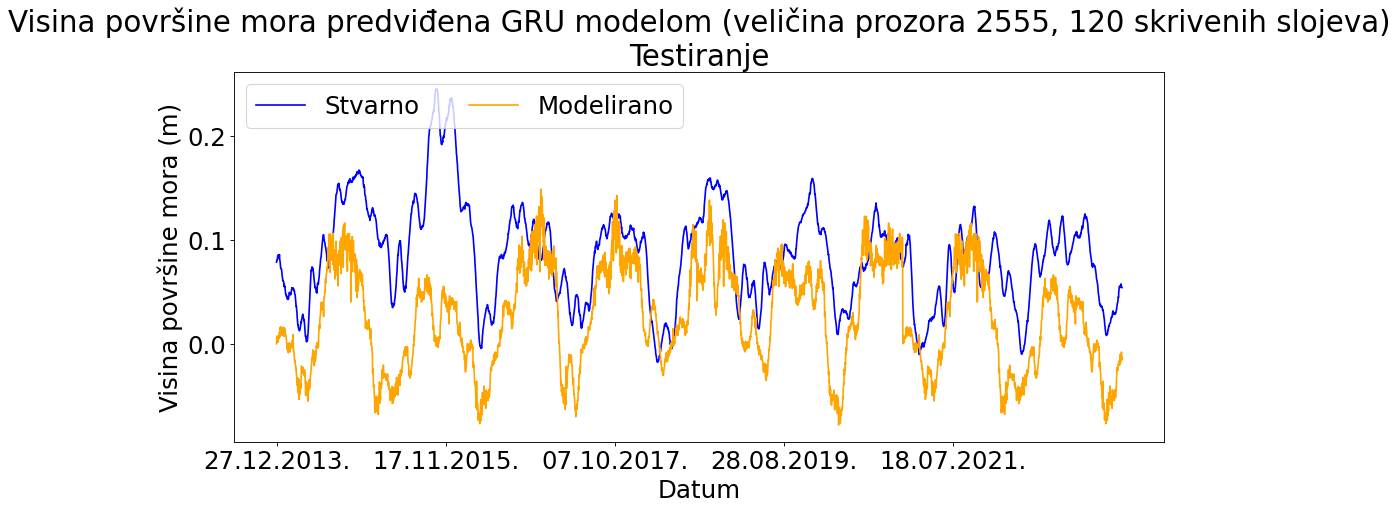 Visina površine mora predviđena GRU modelom (veličina prozora 2555, 120 skrivenih slojeva)
Testiranje
Stvarno
Modelirano
Visina površine mora (m)
0.2
0.1
0.0
27.12.2013.
17.11.2015.
07.10.2017.
28.08.2019.
18.07.2021.
Datum